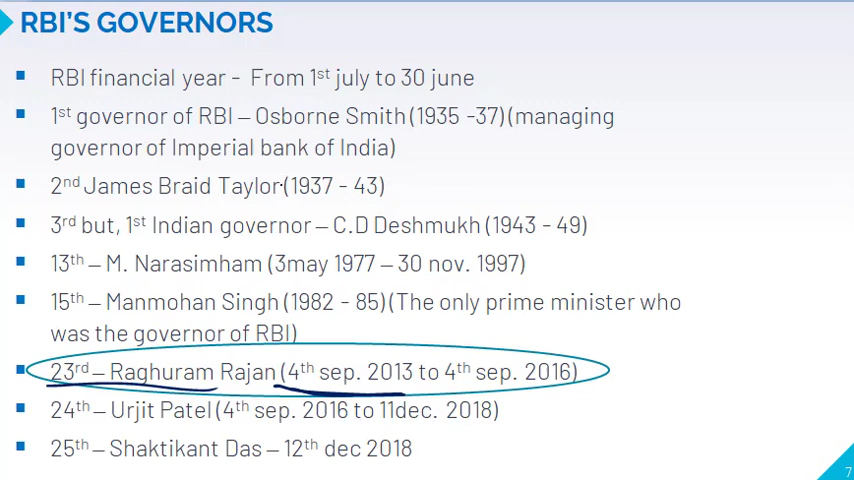 RBI'S GOVERNORS
RBI financial year - From 1st july to 30 june
1st governor of RBI – Osborne Smith (1935 -37)(managing
governor of Imperial bank of India)
2nd James Braid Taylor(1937 - 43)
3rd but, 1st Indian governor – C.D Deshmukh (1943 - 49)
13th – M. Narasimham (3may 1977 – 30 nov. 1997)
15th – Manmohan Singh (1982 - 85)(The only prime minister who
was the governor of RBI)
23rd – Raghuram Rajan (4th sep. 2013 to 4th sep. 2016)
24th – Urjit Patel (4th sep. 2016 to 11dec. 2018)
25th – Shaktikant Das – 12th dec 2018
7